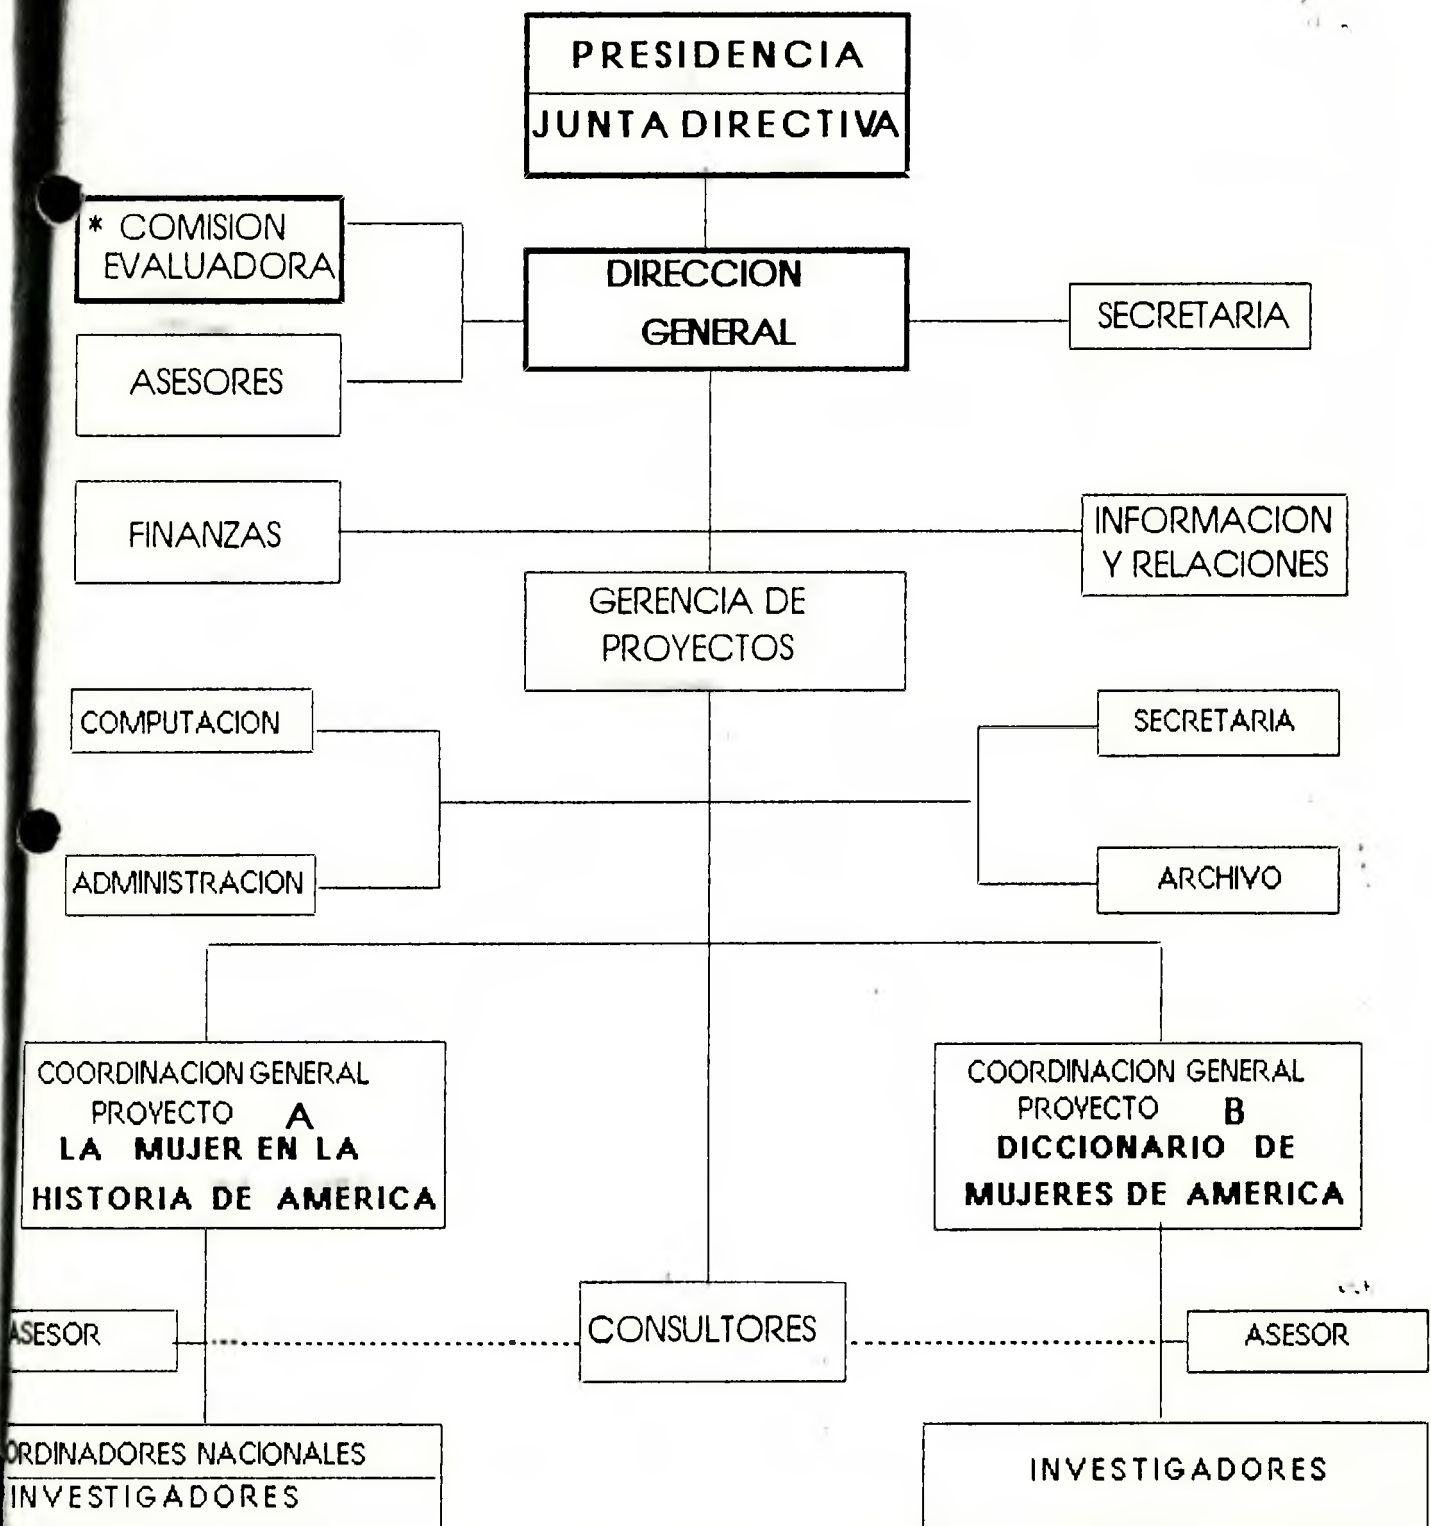 PRESIDENCIA
JUNTA DIRECTIVA
* COMISION
EVALUADORA
DIRECCION
GENERAL
SECRETARIA
ASESORES
FINANZAS
INFORMACION
Y RELACIONES
GERENCIA DE
PROYECTOS
COMPUTACION
SECRETARIA
ADMINISTRACION
ARCHIVO
COORDINACION GENERAL
PROYECTO A
LA MUJER EN LA
HISTORIA DE AMERICA
COORDINACION GENERAL
PROYECTO B
DICCIONARIO DE
MUJERES DE AMERICA
ASESOR
CONSULTORES
ASESOR
ORDINADORES NACIONALES
INVESTIGADORES
INVESTIGADORES